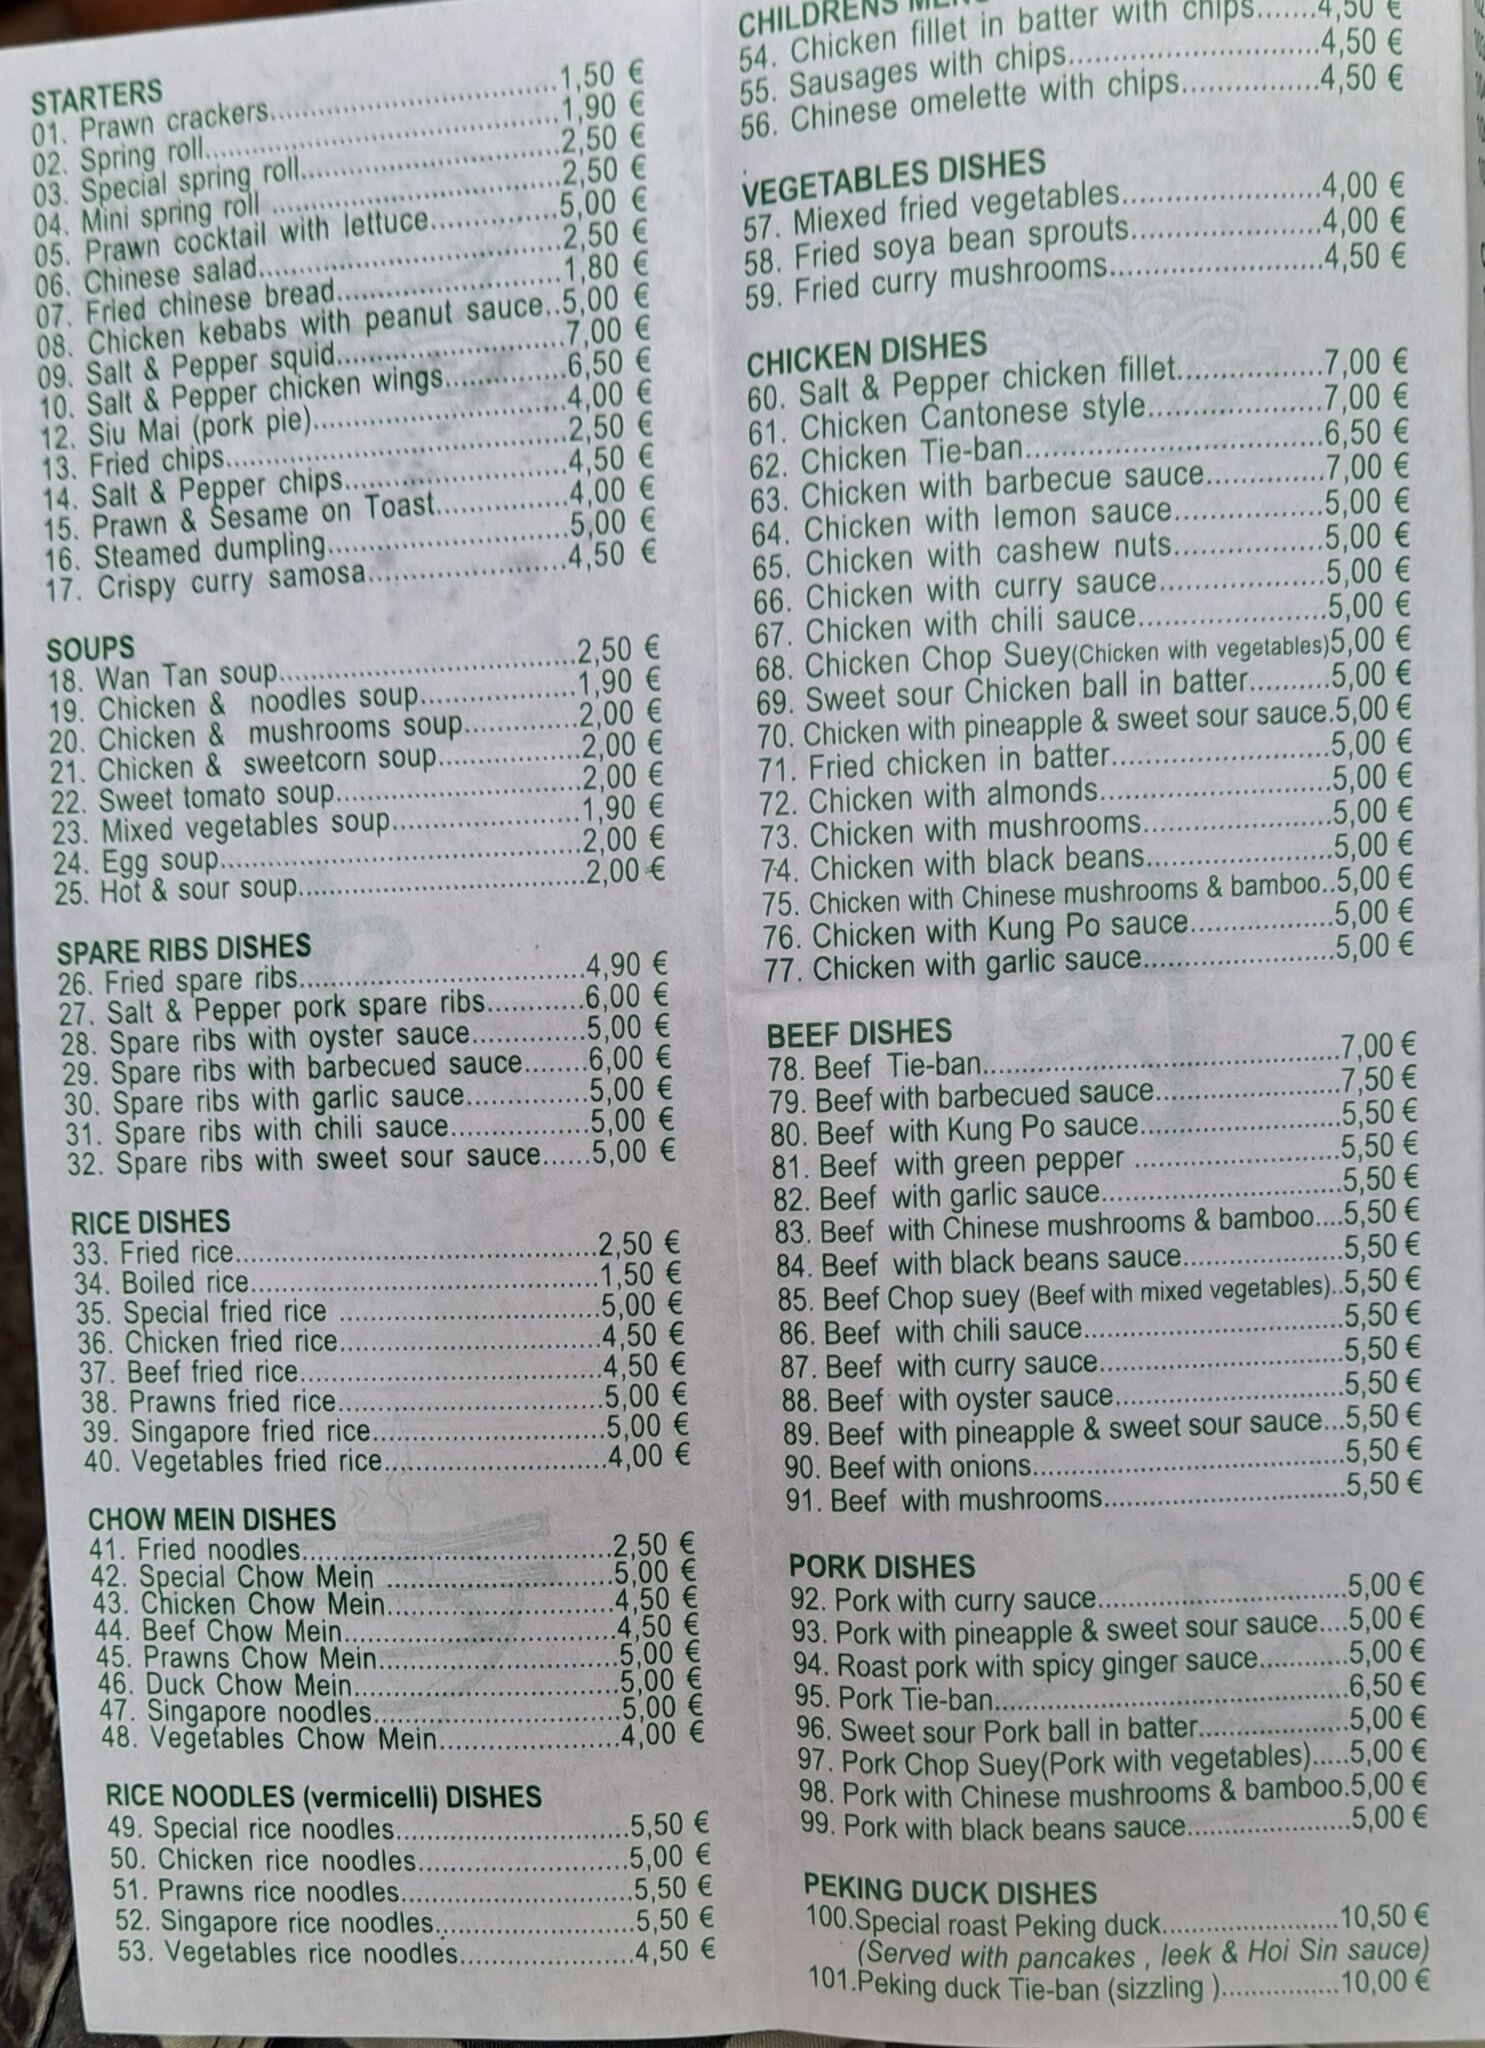 STARTERS
01. Prawn crackers..............................1,50 €
02. Spring roll..............................1,90 €
03. Special spring roll..............................2,50 €
04. Mini spring roll ..............................2,50 €
05. Prawn cocktail with lettuce.............5,00 €
06. Chinese salad..............................2,50 €
07. Fried chinese bread..............................1,80 €
08. Chicken kebabs with peanut sauce..5,00 €
09. Salt & Pepper squid..............................7,00 €
10. Salt & Pepper chicken wings..............6,50 €
12. Siu Mai (pork pie)..............................4,00 €
13. Fried chips..............................2,50 €
14. Salt & Pepper chips..............................4,50 €
15. Prawn & Sesame on Toast...............4,00 €
16. Steamed dumpling..............................5,00 €
17. Crispy curry samosa.........................4,50 €
SOUPS
18. Wan Tan soup..............................2,50 €
19. Chicken & noodles soup...................1,90 €
20. Chicken & mushrooms soup.............2,00 €
21. Chicken & sweetcorn soup................2,00 €
22. Sweet tomato soup..............................2,00 €
23. Mixed vegetables soup......................1,90 €
24. Egg soup..............................2,00 €
25. Hot & sour soup..............................2,00 €
SPARE RIBS DISHES
26. Fried spare ribs..............................4,90 €
27. Salt & Pepper pork spare ribs...........6,00 €
28. Spare ribs with oyster sauce.............5,00 €
29. Spare ribs with barbecued sauce.......6,00 €
30. Spare ribs with garlic sauce..............5,00 €
31. Spare ribs with chili sauce................5,00 €
32. Spare ribs with sweet sour sauce......5,00 €
RICE DISHES
33. Fried rice..............................2,50 €
34. Boiled rice..............................1,50 €
35. Special fried rice ..............................5,00 €
36. Chicken fried rice..............................4,50 €
37. Beef fried rice..............................4,50 €
38. Prawns fried rice..............................5,00 €
39. Singapore fried rice..........................5,00 €
40. Vegetables fried rice.........................4,00 €
CHOW MEIN DISHES
41. Fried noodles..............................2,50 €
42. Special Chow Mein ..........................5,00 €
43. Chicken Chow Mein..........................4,50 €
44. Beef Chow Mein..............................4,50 €
45. Prawns Chow Mein...........................5,00 €
46. Duck Chow Mein..............................5,00 €
47. Singapore noodles............................5,00 €
48. Vegetables Chow Mein.....................4,00 €
RICE NOODLES (vermicelli) DISHES
49. Special rice noodles..........................5,50 €
50. Chicken rice noodles........................5,00 €
51. Prawns rice noodles..........................5,50 €
52. Singapore rice noodles......................5,50 €
53. Vegetables rice noodles....................4,50 €
CHILDRENS
54. Chicken fillet in batter with chips.......4,50 €
55. Sausages with chips..............................4,50 €
56. Chinese omelette with chips...............4,50 €
VEGETABLES DISHES
57. Miexed fried vegetables.......................4,00 €
58. Fried soya bean sprouts......................4,00 €
59. Fried curry mushrooms........................4,50 €
CHICKEN DISHES
60. Salt & Pepper chicken fillet.................7,00 €
61. Chicken Cantonese style.....................7,00 €
62. Chicken Tie-ban..............................6,50 €
63. Chicken with barbecue sauce.............7,00 €
64. Chicken with lemon sauce.................5,00 €
65. Chicken with cashew nuts.................5,00 €
66. Chicken with curry sauce...................5,00 €
67. Chicken with chili sauce.....................5,00 €
68. Chicken Chop Suey(Chicken with vegetables)5,00 €
69. Sweet sour Chicken ball in batter.........5,00 €
70. Chicken with pineapple & sweet sour sauce.5,00 €
71. Fried chicken in batter.........................5,00 €
72. Chicken with almonds..........................5,00 €
73. Chicken with mushrooms.....................5,00 €
74. Chicken with black beans.....................5,00 €
75. Chicken with Chinese mushrooms & bamboo..5,00 €
76. Chicken with Kung Po sauce................5,00 €
77. Chicken with garlic sauce.....................5,00 €
BEEF DISHES
78. Beef Tie-ban..............................7,00 €
79. Beef with barbecued sauce....................7,50 €
80. Beef with Kung Po sauce......................5,50 €
81. Beef with green pepper .......................5,50 €
82. Beef with garlic sauce..........................5,50 €
83. Beef with Chinese mushrooms & bamboo....5,50 €
84. Beef with black beans sauce.................5,50 €
85. Beef Chop suey (Beef with mixed vegetables)..5,50 €
86. Beef with chili sauce..............................5,50 €
87. Beef with curry sauce...........................5,50 €
88. Beef with oyster sauce..........................5,50 €
89. Beef with pineapple & sweet sour sauce...5,50 €
90. Beef with onions..............................5,50 €
91. Beef with mushrooms...........................5,50 €
PORK DISHES
92. Pork with curry sauce..............................5,00 €
93. Pork with pineapple & sweet sour sauce....5,00 €
94. Roast pork with spicy ginger sauce..........5,00 €
95. Pork Tie-ban..............................6,50 €
96. Sweet sour Pork ball in batter..................5,00 €
97. Pork Chop Suey(Pork with vegetables).....5,00 €
98. Pork with Chinese mushrooms & bamboo.5,00 €
99. Pork with black beans sauce....................5,00 €
PEKING DUCK DISHES
100.Special roast Peking duck......................10,50 €
(Served with pancakes , leek & Hoi Sin sauce)
101.Peking duck Tie-ban (sizzling )...............10,00 €